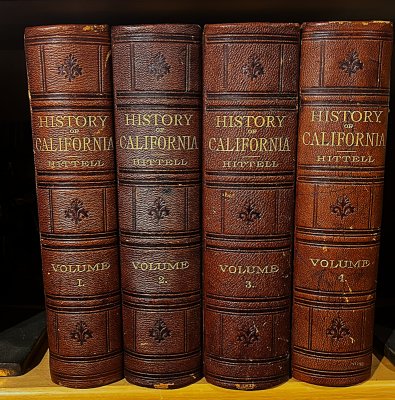 HISTORY
OF
CALIFORNIA
HITTELL
VOLUME
1.
HISTORY
OF
CALIFORNIA
HITTELL
VOLUME
2.
HISTORY
OF
CALIFORNIA
HITTELL
VOLUME
3.
HISTORY
OF
CALIFORNIA
HITTELL
VOLUME
4.